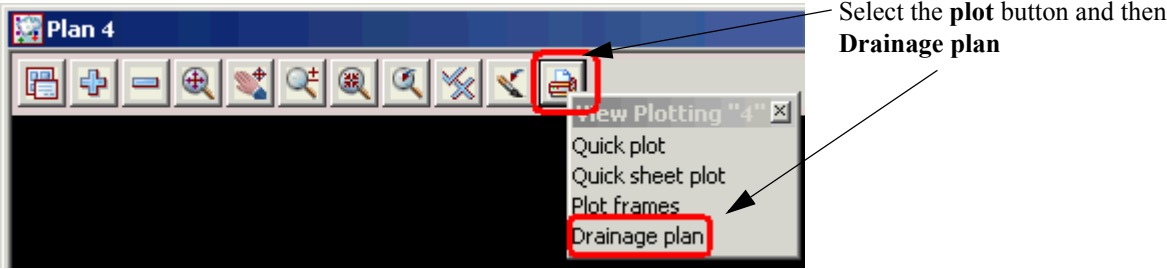 Select the plot button and then
Drainage plan
Plan 4
View Plotting "4"
Quick plot
Quick sheet plot
Plot frames
Drainage plan